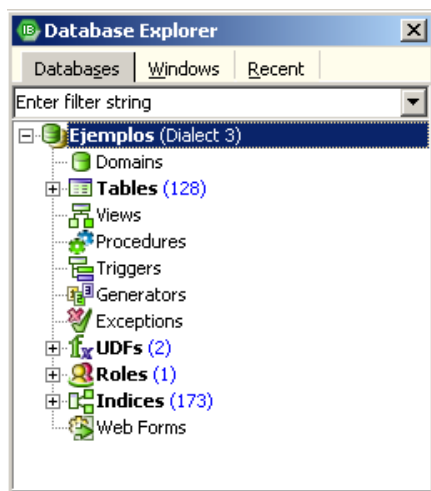 Database Explorer
Databases Windows Recent
Enter filter string
Ejemplos (Dialect 3)
Domains
Tables (128)
Views
Procedures
Triggers
Generators
Exceptions
UDFs (2)
Roles (1)
Indices (173)
Web Forms